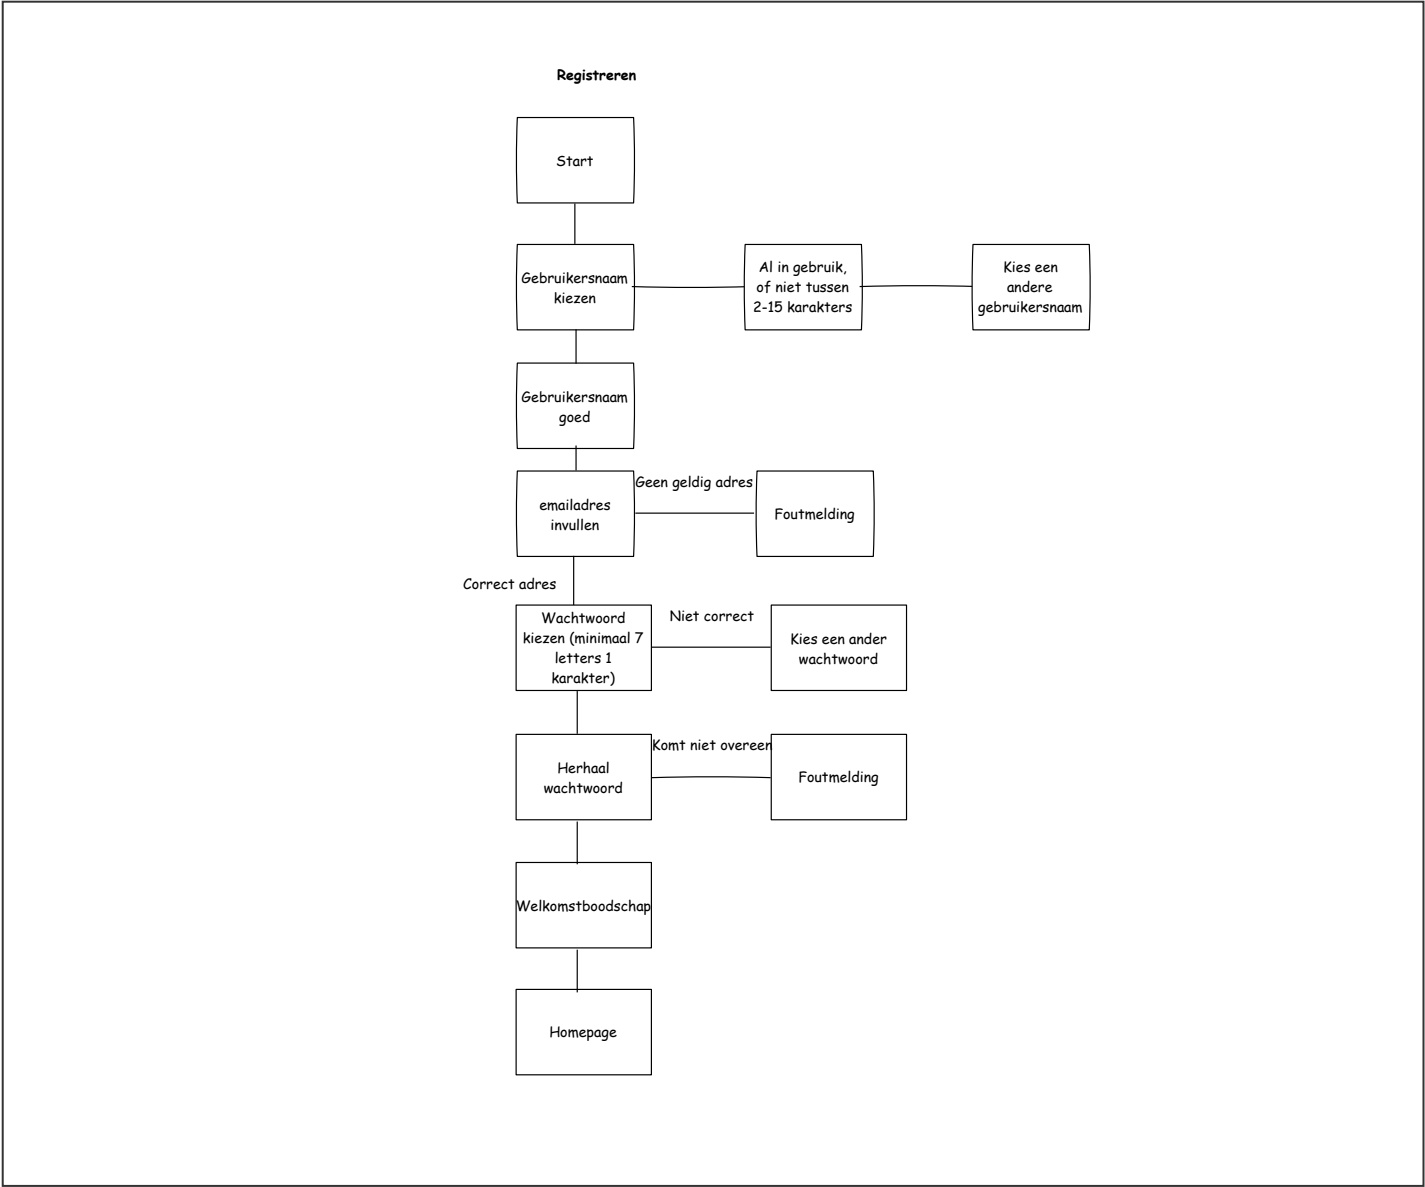 Registreren
Start
Gebruikersnaam
kiezen
Al in gebruik,
of niet tussen
2-15 karakters
Kies een
andere
gebruikersnaam
Gebruikersnaam
goed
emailadres
invullen
Geen geldig adres
Foutmelding
Correct adres
Wachtwoord
kiezen (minimaal 7
letters 1
karakter)
Niet correct
Kies een ander
wachtwoord
Herhaal
wachtwoord
Komt niet overeen
Foutmelding
Welkomstboodschap
Homepage